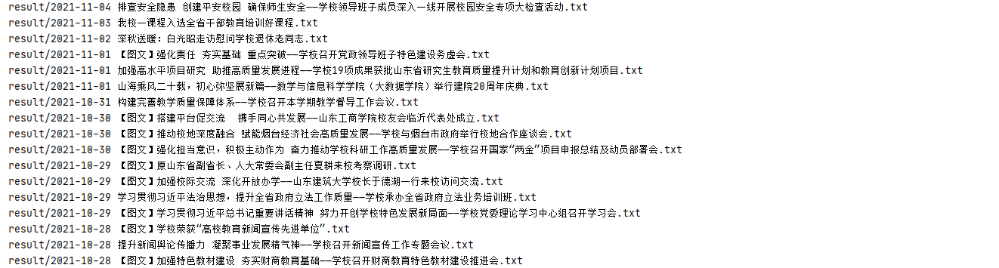 result/2021-11-04 排查安全隐患 创建平安校园 确保师生安全——学校领导班子成员深入一线开展校园安全专项大检查活动.txt
result/2021-11-03 我校一课程入选全省干部教育培训好课程.txt
result/2021-11-02 深秋送暖：白光昭走访慰问学校退休老同志.txt
result/2021-11-01 【图文】强化责任 夯实基础 重点突破——学校召开党政领导班子特色建设务虚会.txt
result/2021-11-01 加强高水平项目研究 助推高质量发展进程——学校19项成果获批山东省研究生教育质量提升计划和教育创新计划项目.txt
result/2021-11-01 山海乘风二十载，初心弥坚展新篇——数学与信息科学学院（大数据学院）举行建院20周年庆典.txt
result/2021-10-31 构建完善教学质量保障体系——学校召开本学期教学督导工作会议.txt
result/2021-10-30 【图文】搭建平台促交流  携手同心共发展——山东工商学院校友会临沂代表处成立.txt
result/2021-10-30 【图文】推动校地深度融合 赋能烟台经济社会高质量发展——学校与烟台市政府举行校地合作座谈会.txt
result/2021-10-30 【图文】强化担当意识，积极主动作为 奋力推动学校科研工作高质量发展——学校召开国家“两金”项目申报总结及动员部署会.txt
result/2021-10-29 【图文】原山东省副省长、人大常委会副主任夏耕来校考察调研.txt
result/2021-10-29 【图文】加强校际交流 深化开放办学——山东建筑大学校长于德湖一行来校访问交流.txt
result/2021-10-29 学习贯彻习近平法治思想，提升全省政府立法工作质量——学校承办全省政府立法业务培训班.txt
result/2021-10-29 【图文】学习贯彻习近平总书记重要讲话精神 努力开创学校特色发展新局面——学校党委理论学习中心组召开学习会.txt
result/2021-10-28 【图文】学校荣获“高校教育新闻宣传先进单位”.txt
result/2021-10-28 提升新闻舆论传播力 凝聚事业发展精气神——学校召开新闻宣传工作专题会议.txt
result/2021-10-28 【图文】加强特色教材建设 夯实财商教育基础——学校召开财商教育特色教材建设推进会.txt